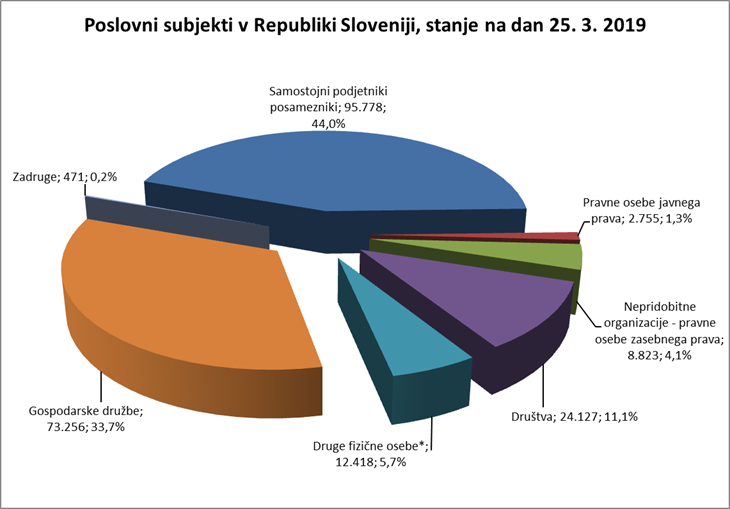 Poslovni subjekti v Republiki Sloveniji, stanje na dan 25. 3. 2019
Samostojni podjetniki
posamezniki; 95.778;
44,0%
Zadruge; 471; 0,2%
Pravne osebe javnega
prava; 2.755; 1,3%
Nepridobitne
organizacije - pravne
osebe zasebnega prava;
8.823; 4,1%
Društva; 24.127; 11,1%
Druge fizične osebe*;
12.418; 5,7%
Gospodarske družbe;
73.256; 33,7%